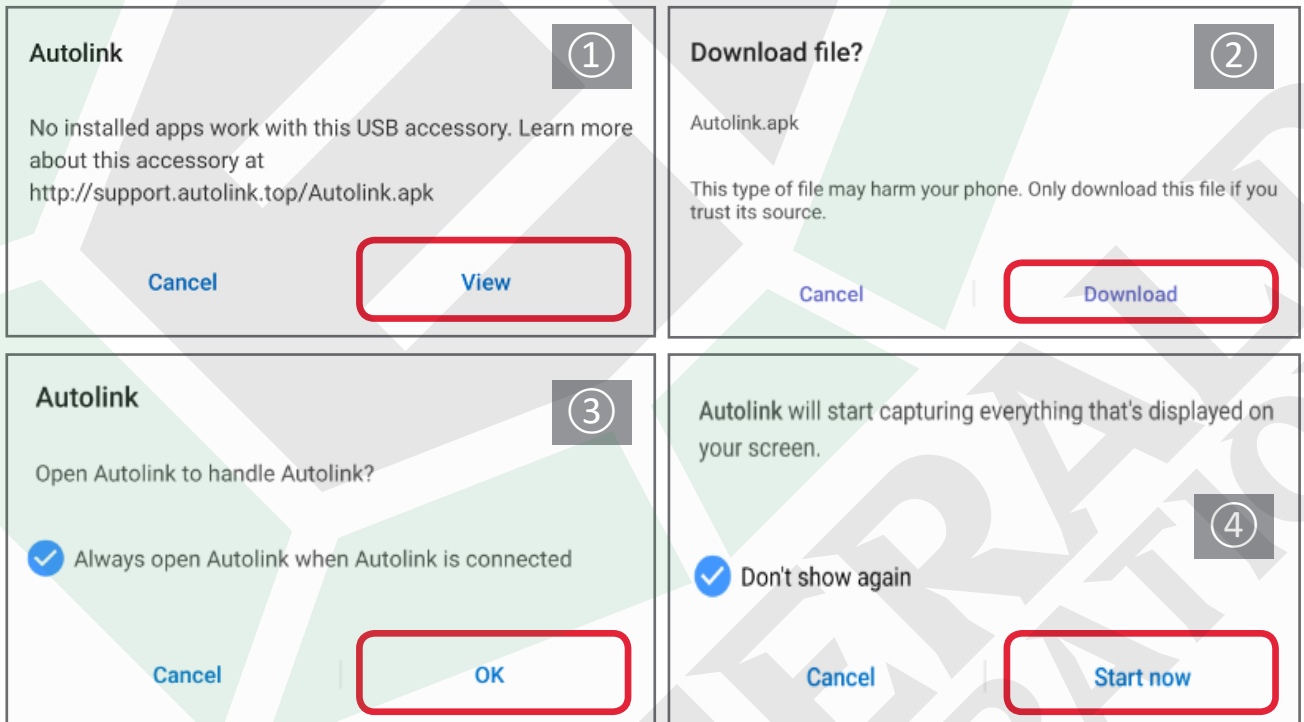 Autolink
①
No installed apps work with this USB accessory. Learn more
about this accessory at
http://support.autolink.top/Autolink.apk
Cancel
View
Download file?
②
Autolink.apk
This type of file may harm your phone. Only download this file if you
trust its source.
Cancel
Download
Autolink
③
Open Autolink to handle Autolink?
Always open Autolink when Autolink is connected
Cancel
OK
Autolink will start capturing everything that's displayed on
your screen.
④
Don't show again
Cancel
Start now